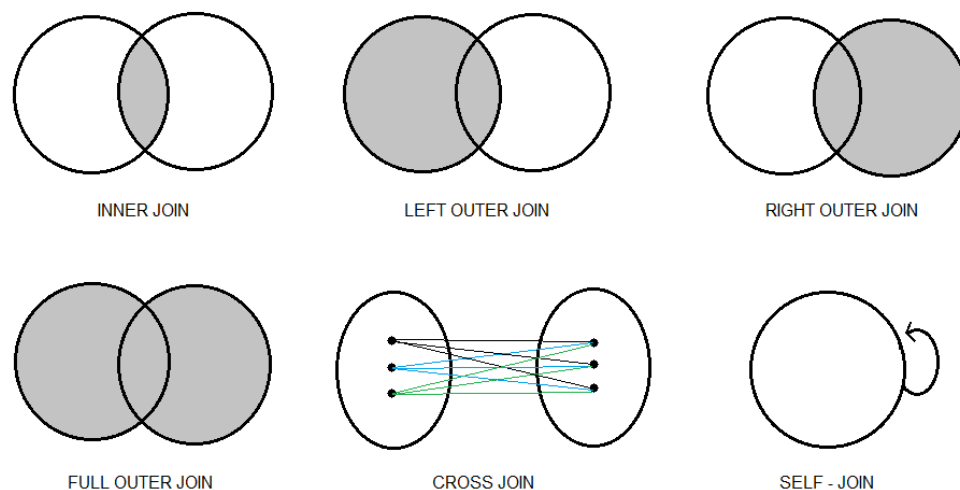 INNER JOIN
LEFT OUTER JOIN
RIGHT OUTER JOIN
FULL OUTER JOIN
CROSS JOIN
SELF - JOIN